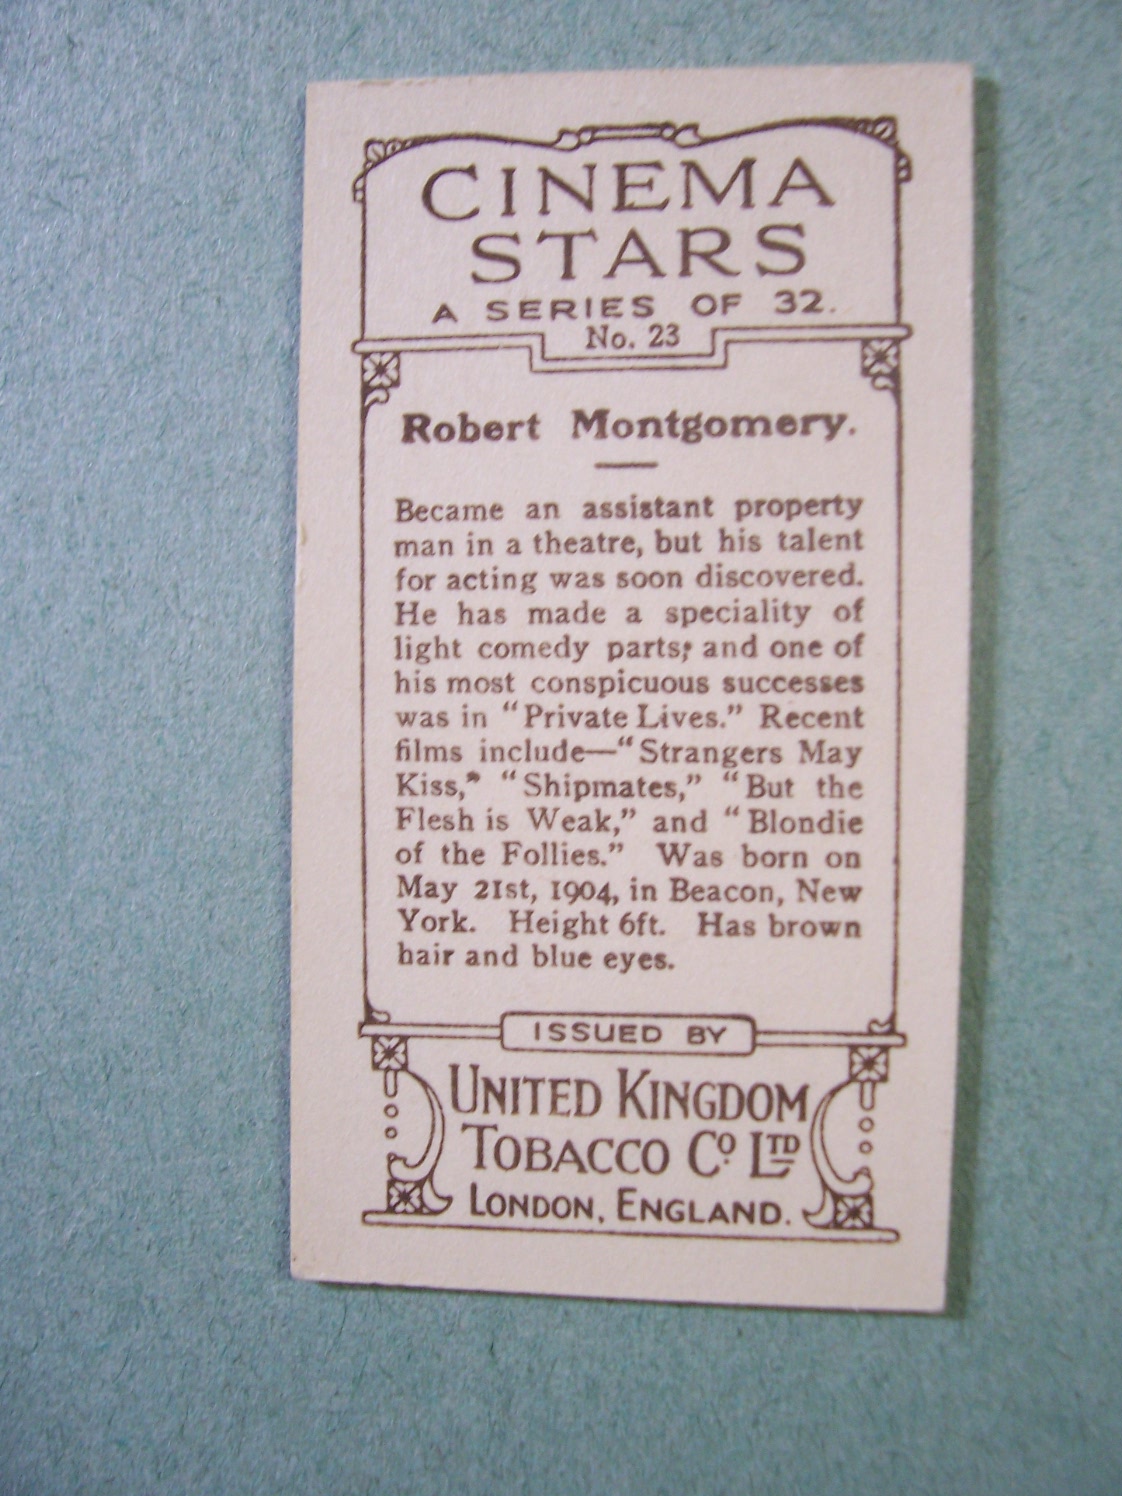 CINEMA
STARS
A SERIES OF 32.
No. 23
Robert Montgomery.
Became an assistant property
man in a theatre, but his talent
for acting was soon discovered.
He has made a speciality of
light comedy parts; and one of
his most conspicuous successes
was in "Private Lives." Recent
films include—"Strangers May
Kiss," "Shipmates," "But the
Flesh is Weak," and "Blondie
of the Follies." Was born on
May 21st, 1904, in Beacon, New
York. Height 6ft. Has brown
hair and blue eyes.
ISSUED BY
UNITED KINGDOM
TOBACCO Co LTD
LONDON, ENGLAND.